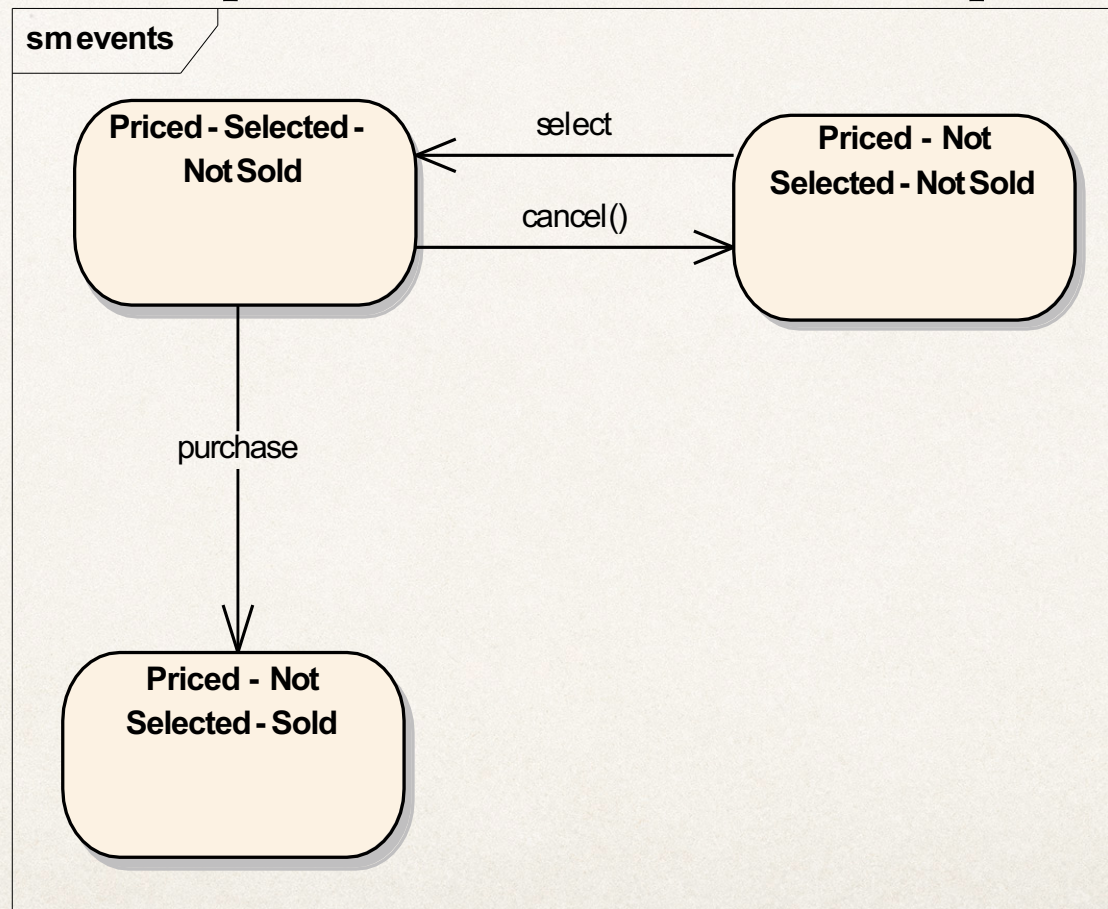 sm events
Priced - Selected -
Not Sold
select
Priced - Not
Selected - Not Sold
cancel()
purchase
Priced - Not
Selected - Sold